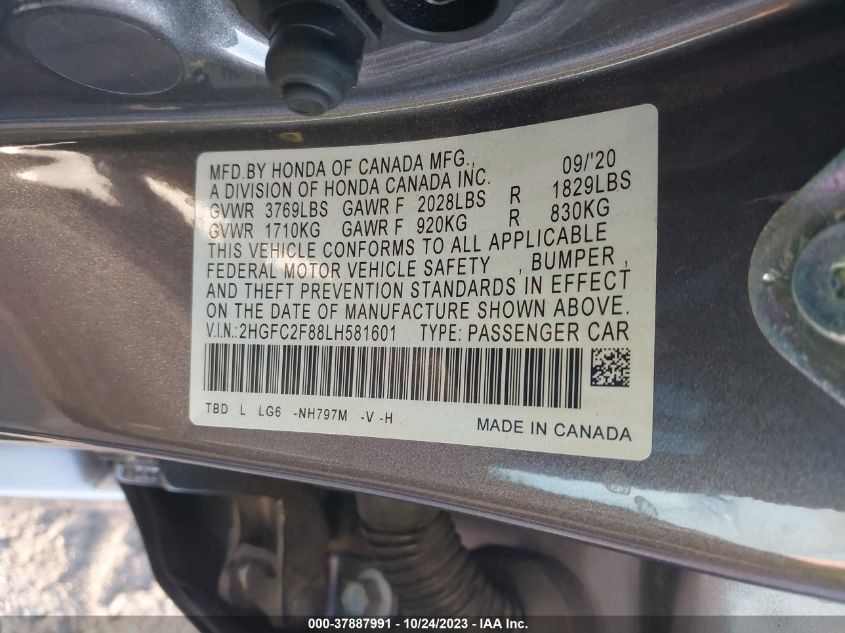 MFD.BY HONDA OF CANADA MFG., 09/'20
A DIVISION OF HONDA CANADA INC.
GVWR 3769LBS GAWR F 2028LBS R 1829LBS
GVWR 1710KG GAWR F 920KG R 830KG
THIS VEHICLE CONFORMS TO ALL APPLICABLE
FEDERAL MOTOR VEHICLE SAFETY , BUMPER ,
AND THEFT PREVENTION STANDARDS IN EFFECT
ON THE DATE OF MANUFACTURE SHOWN ABOVE.
V.I.N.:2HGFC2F88LH581601 TYPE: PASSENGER CAR
TBD L LG6 -NH797M -V -H
MADE IN CANADA
000-37887991 - 10/24/2023 - IAA Inc.